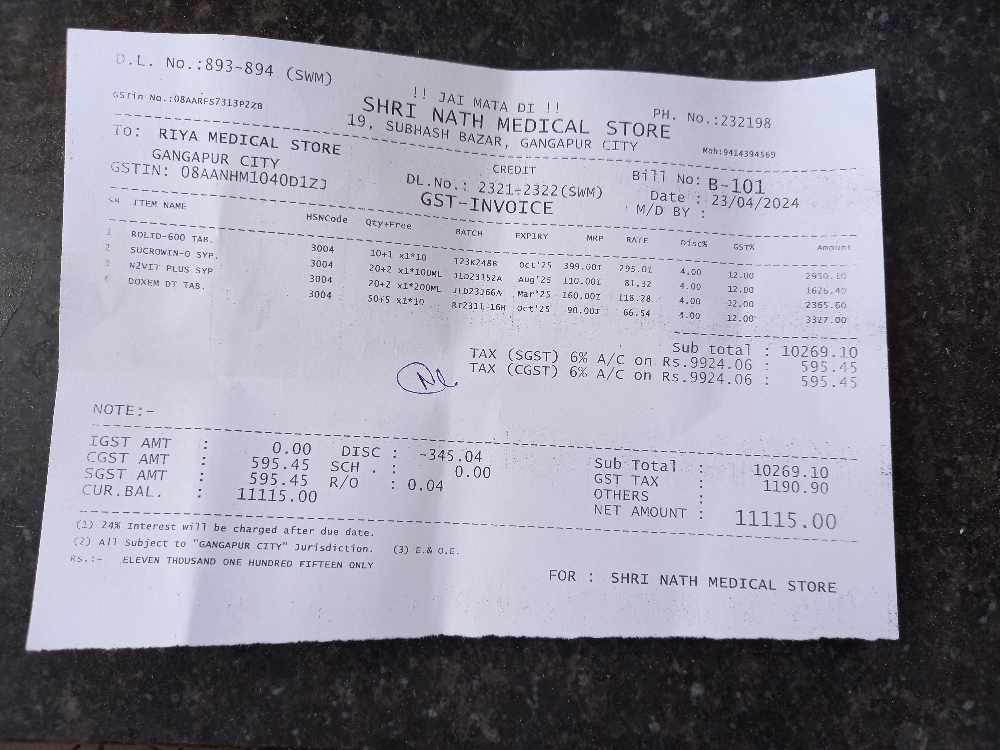 D.L. No.:893-894 (SWM)
!! JAI MATA DI !!
GSTin No.:08AARFS7313P2ZB
SHRI NATH MEDICAL STORE
PH. No.:232198
19, SUBHASH BAZAR, GANGAPUR CITY
Mob:9414394569
TO: RIYA MEDICAL STORE
GANGAPUR CITY
GSTIN: 08AANHM1040D1ZJ
CREDIT
DL.No.: 2321-2322(SWM)
GST-INVOICE
Bill No: B-101
Date : 23/04/2024
M/D BY :
SN ITEM NAME HSNCode Qty+Free BATCH EXPIRY MRP RATE Disc% GST% Amount
1 ROLID-600 TAB. 3004 10+1 x1*10 Oct'25 399.00I 295.01 4.00 12.00 2950.10
2 SUCROWIN-O SYP. 3004 20+2 x1*100ML JLD23152A Aug'25 110.00I 81.32 4.00 12.00 1626.40
3 N2VIT PLUS SYP 3004 20+2 x1*200ML JLD23J66A Mar'25 160.00I 118.28 4.00 12.00 2365.60
4 DOXEM DT TAB. 3004 50+5 x1*10 Oct'25 90.00I 66.54 4.00 12.00 3327.00
Sub total : 10269.10
TAX (SGST) 6% A/C on Rs.9924.06 : 595.45
TAX (CGST) 6% A/C on Rs.9924.06 : 595.45
NOTE:-
IGST AMT : 0.00 DISC : -345.04 Sub Total : 10269.10
CGST AMT : 595.45 SCH . : 0.00 GST TAX : 1190.90
SGST AMT : 595.45 R/O : 0.04 OTHERS :
CUR.BAL. : 11115.00 NET AMOUNT : 11115.00
(1) 24% Interest will be charged after due date.
(2) All Subject to "GANGAPUR CITY" Jurisdiction. (3) E.& O.E.
Rs.:- ELEVEN THOUSAND ONE HUNDRED FIFTEEN ONLY
FOR : SHRI NATH MEDICAL STORE